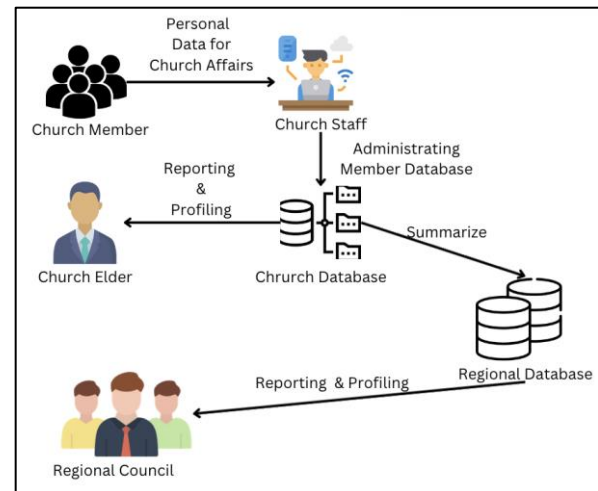 Personal
Data for
Church Affairs
Church Member
Church Staff
Administrating
Member Database
Reporting
&
Profiling
Church Elder
Chrurch Database
Summarize
Regional Database
Reporting & Profiling
Regional Council